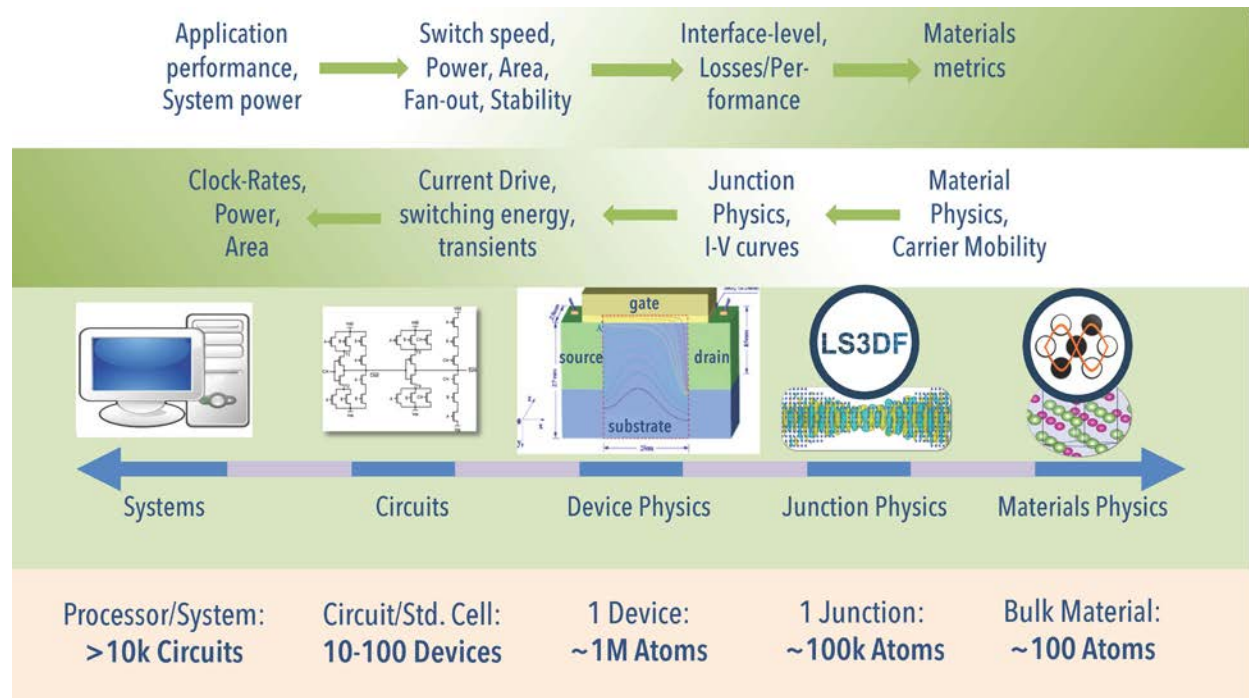 Application
performance,
System power
Switch speed,
Power, Area,
Fan-out, Stability
Interface-level,
Losses/Per-
formance
Materials
metrics
Clock-Rates,
Power,
Area
Current Drive,
switching energy,
transients
Junction
Physics,
I-V curves
Material
Physics,
Carrier Mobility
gate
source
drain
substrate
LS3DF
Systems
Circuits
Device Physics
Junction Physics
Materials Physics
Processor/System:
>10k Circuits
Circuit/Std. Cell:
10-100 Devices
1 Device:
~1M Atoms
1 Junction:
~100k Atoms
Bulk Material:
~100 Atoms